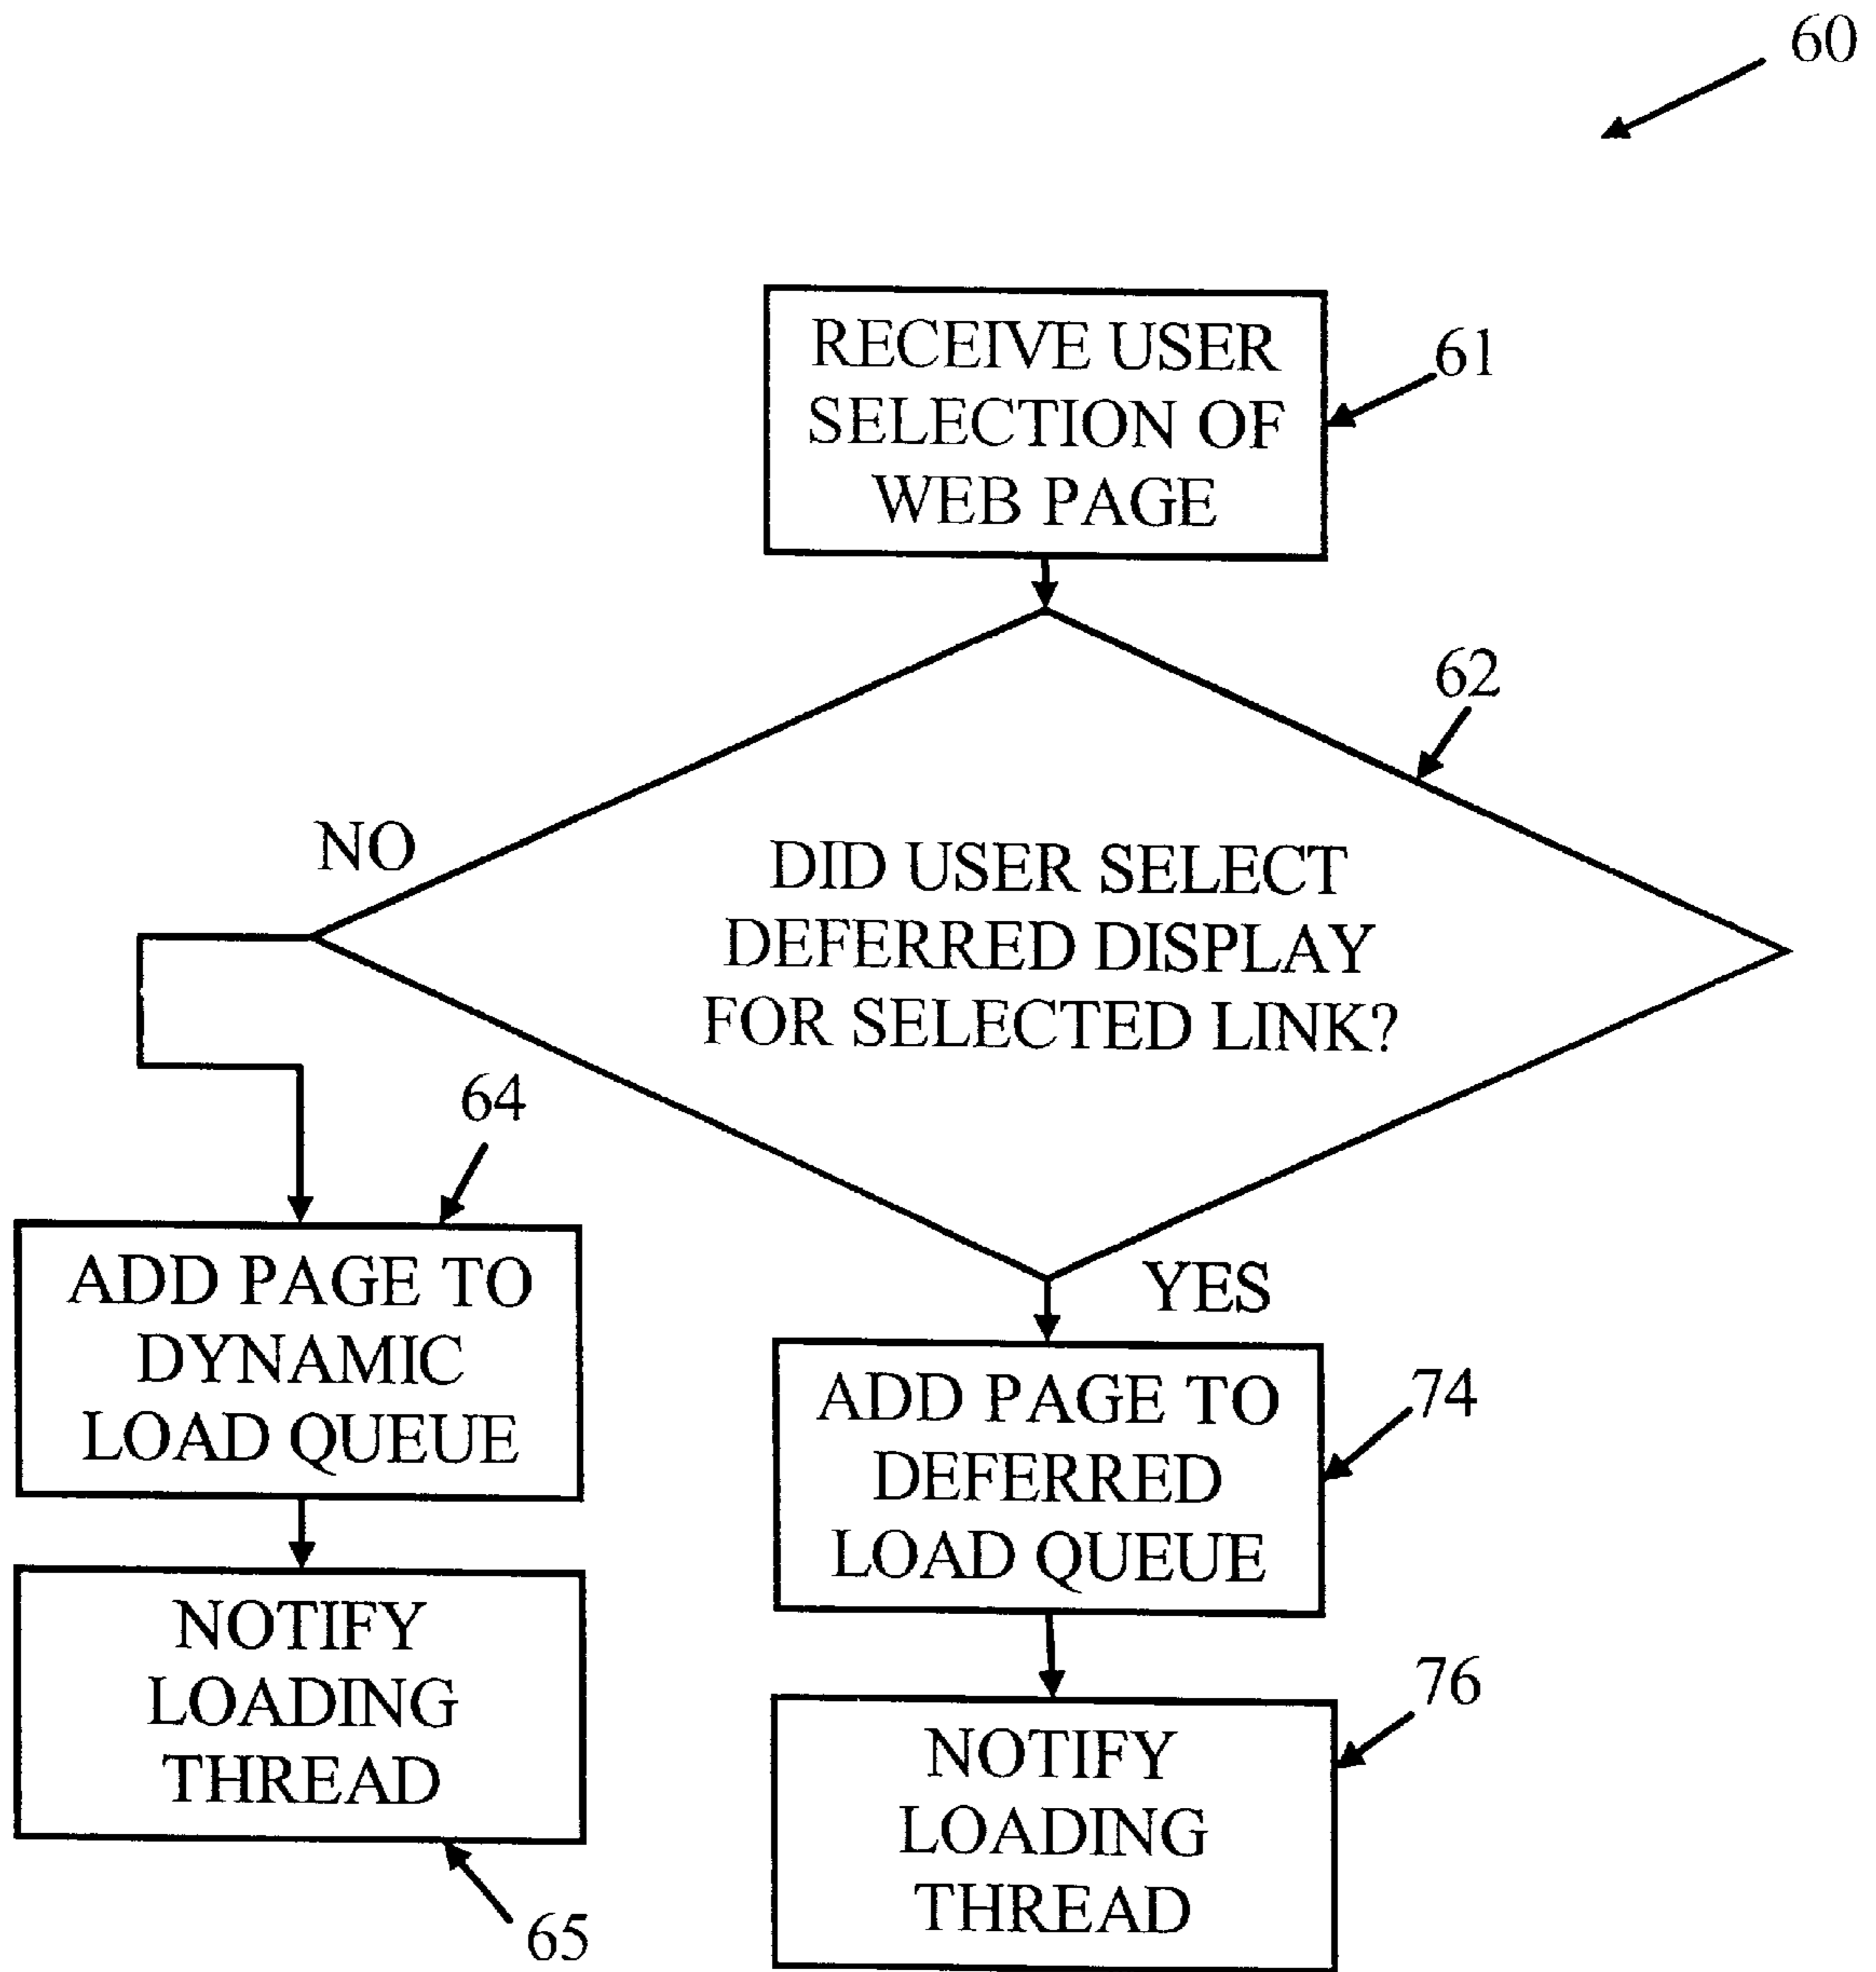 60
RECEIVE USER
SELECTION OF
WEB PAGE
61
62
NO
DID USER SELECT
DEFERRED DISPLAY
FOR SELECTED LINK?
64
ADD PAGE TO
DYNAMIC
LOAD QUEUE
YES
ADD PAGE TO
DEFERRED
LOAD QUEUE
74
NOTIFY
LOADING
THREAD
65
NOTIFY
LOADING
THREAD
76